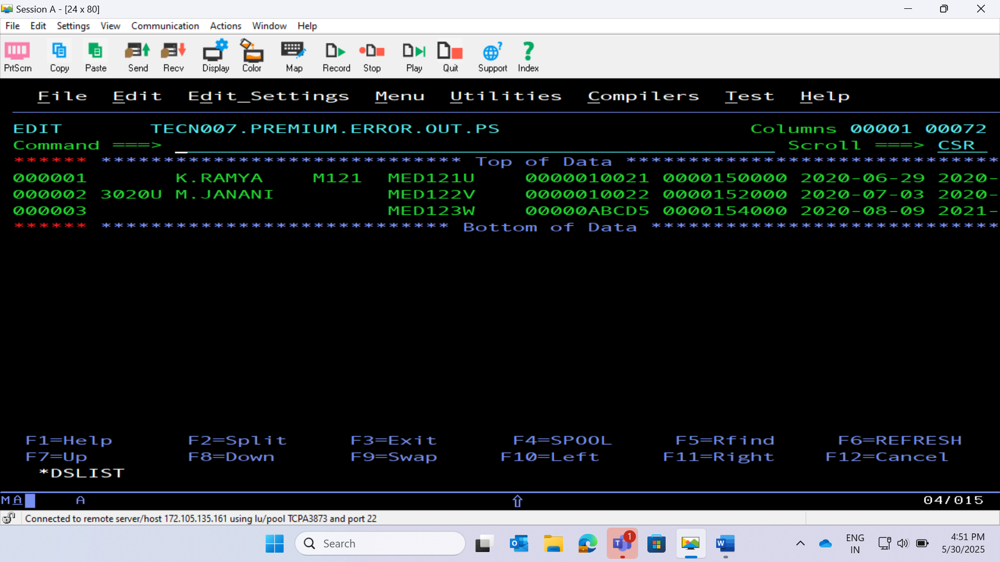 Session A - [24 x 80]
File Edit Settings View Communication Actions Window Help
PrtScrn Copy Paste Send Recv Display Color Map Record Stop Play Quit Support Index
File Edit Edit_Settings Menu Utilities Compilers Test Help
EDIT TECN007.PREMIUM.ERROR.OUT.PS Columns 00001 00072
Command ===> Scroll ===> CSR
****** ***************************** Top of Data ******************************
000001 K.RAMYA M121 MED121U 0000010021 0000150000 2020-06-29 2020-
000002 3020U M.JANANI MED122V 0000010022 0000152000 2020-07-03 2020-
000003 MED123W 00000ABCD5 0000154000 2020-08-09 2021-
****** **************************** Bottom of Data ****************************
F1=Help F2=Split F3=Exit F4=SPOOL F5=Rfind F6=REFRESH
F7=Up F8=Down F9=Swap F10=Left F11=Right F12=Cancel
*DSLIST
MA A 04/015
Connected to remote server/host 172.105.135.161 using lu/pool TCPA3873 and port 22
Search
1
ENG
IN
4:51 PM
5/30/2025